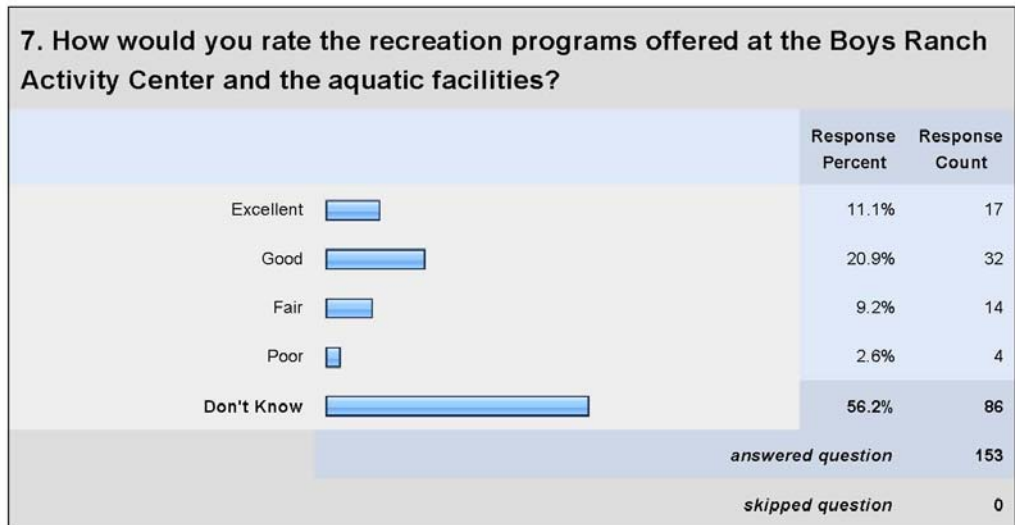 7. How would you rate the recreation programs offered at the Boys Ranch
Activity Center and the aquatic facilities?
Response Percent Response Count
Excellent 11.1% 17
Good 20.9% 32
Fair 9.2% 14
Poor 2.6% 4
Don't Know 56.2% 86
answered question 153
skipped question 0